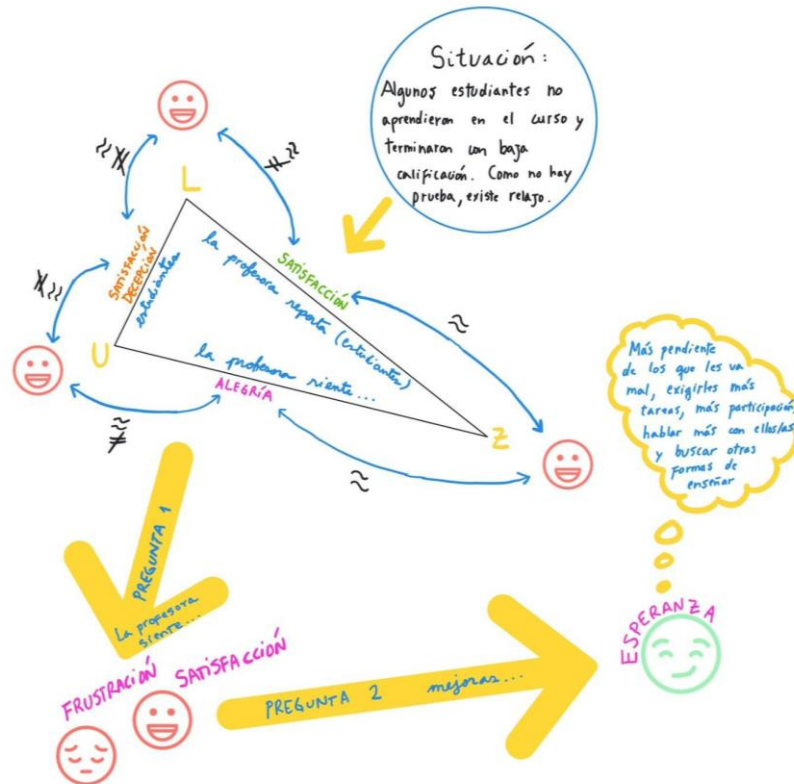 Situación:
Algunos estudiantes no
aprendieron en el curso y
terminaron con baja
calificación. Como no hay
prueba, existe relajo.
≈ ≠ ≈
≠ ≈
L
SATISFACCIÓN
DECEPCIÓN
estudiantes
la profesora reporta (estudiantes)
SATISFACCIÓN
≠ ≈
≈
U
la profesora siente...
ALEGRÍA
Z
≈
≠
≈
Más pendiente
de los que les va
mal, exigirles más
tareas, más participación,
hablar más con ellos/as
y buscar otras
formas de
enseñar
PREGUNTA 1
La profesora
siente...
FRUSTRACIÓN
SATISFACCIÓN
PREGUNTA 2 mejoras...
ESPERANZA